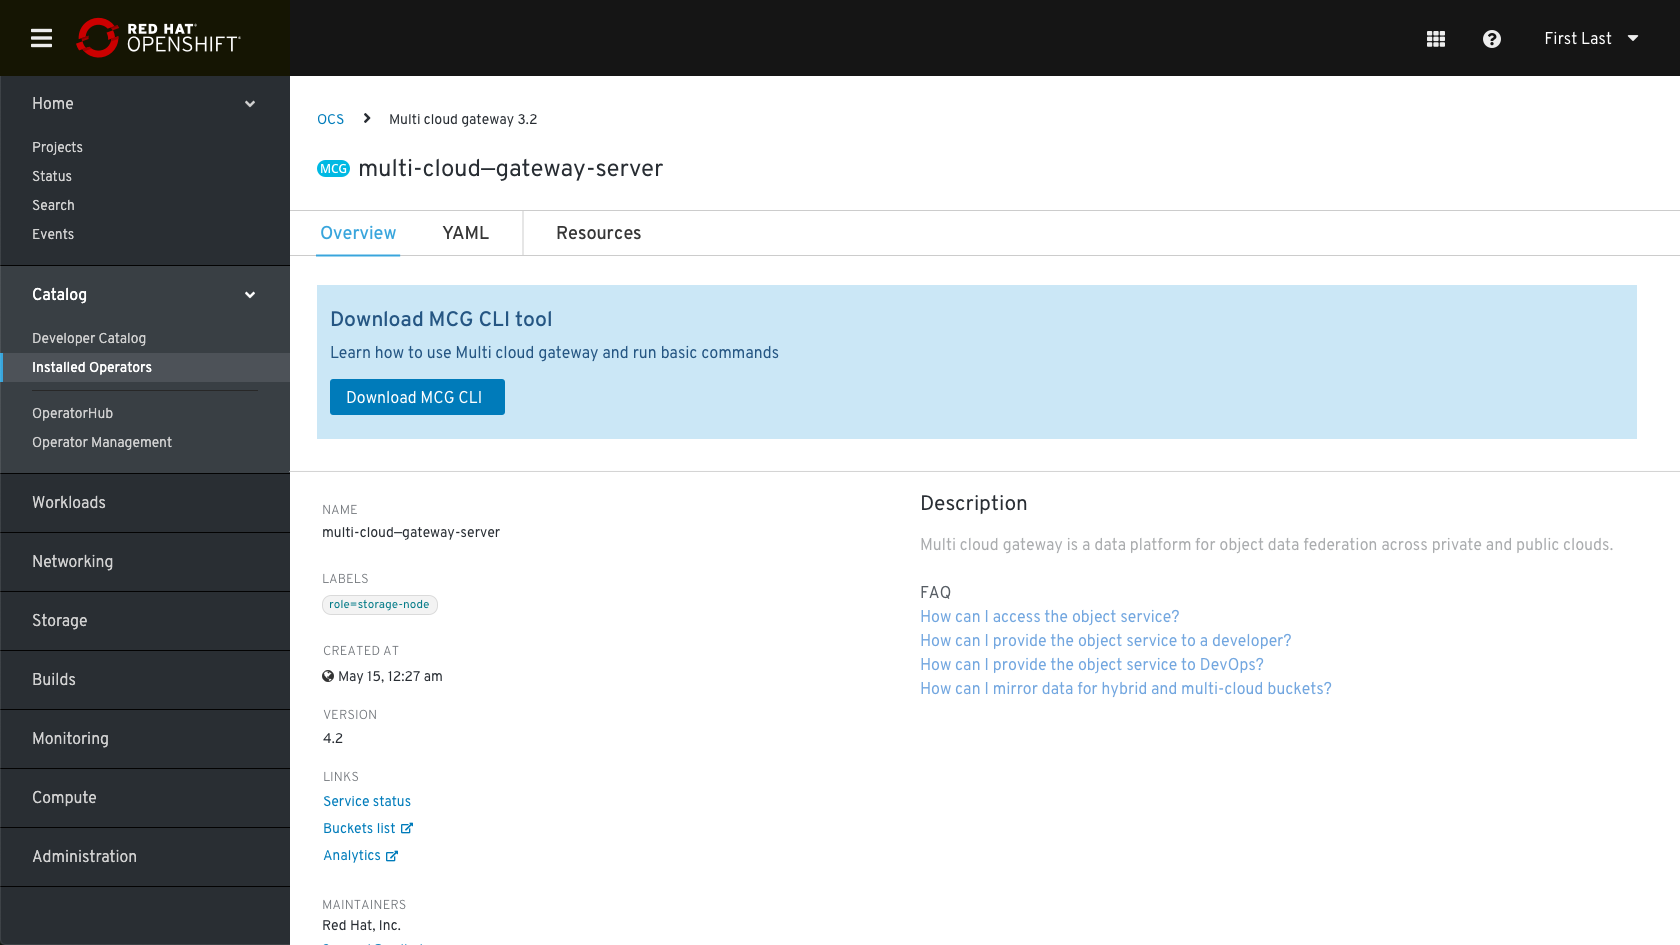 RED HAT
OPENSHIFT
First Last
Home
Projects
Status
Search
Events
Catalog
Developer Catalog
Installed Operators
OperatorHub
Operator Management
Workloads
Networking
Storage
Builds
Monitoring
Compute
Administration
OCS > Multi cloud gateway 3.2
MCG multi-cloud—gateway-server
Overview YAML Resources
Download MCG CLI tool
Learn how to use Multi cloud gateway and run basic commands
Download MCG CLI
NAME
multi-cloud—gateway-server
LABELS
role=storage-node
CREATED AT
May 15, 12:27 am
VERSION
4.2
LINKS
Service status
Buckets list
Analytics
MAINTAINERS
Red Hat, Inc.
Description
Multi cloud gateway is a data platform for object data federation across private and public clouds.
FAQ
How can I access the object service?
How can I provide the object service to a developer?
How can I provide the object service to DevOps?
How can I mirror data for hybrid and multi-cloud buckets?